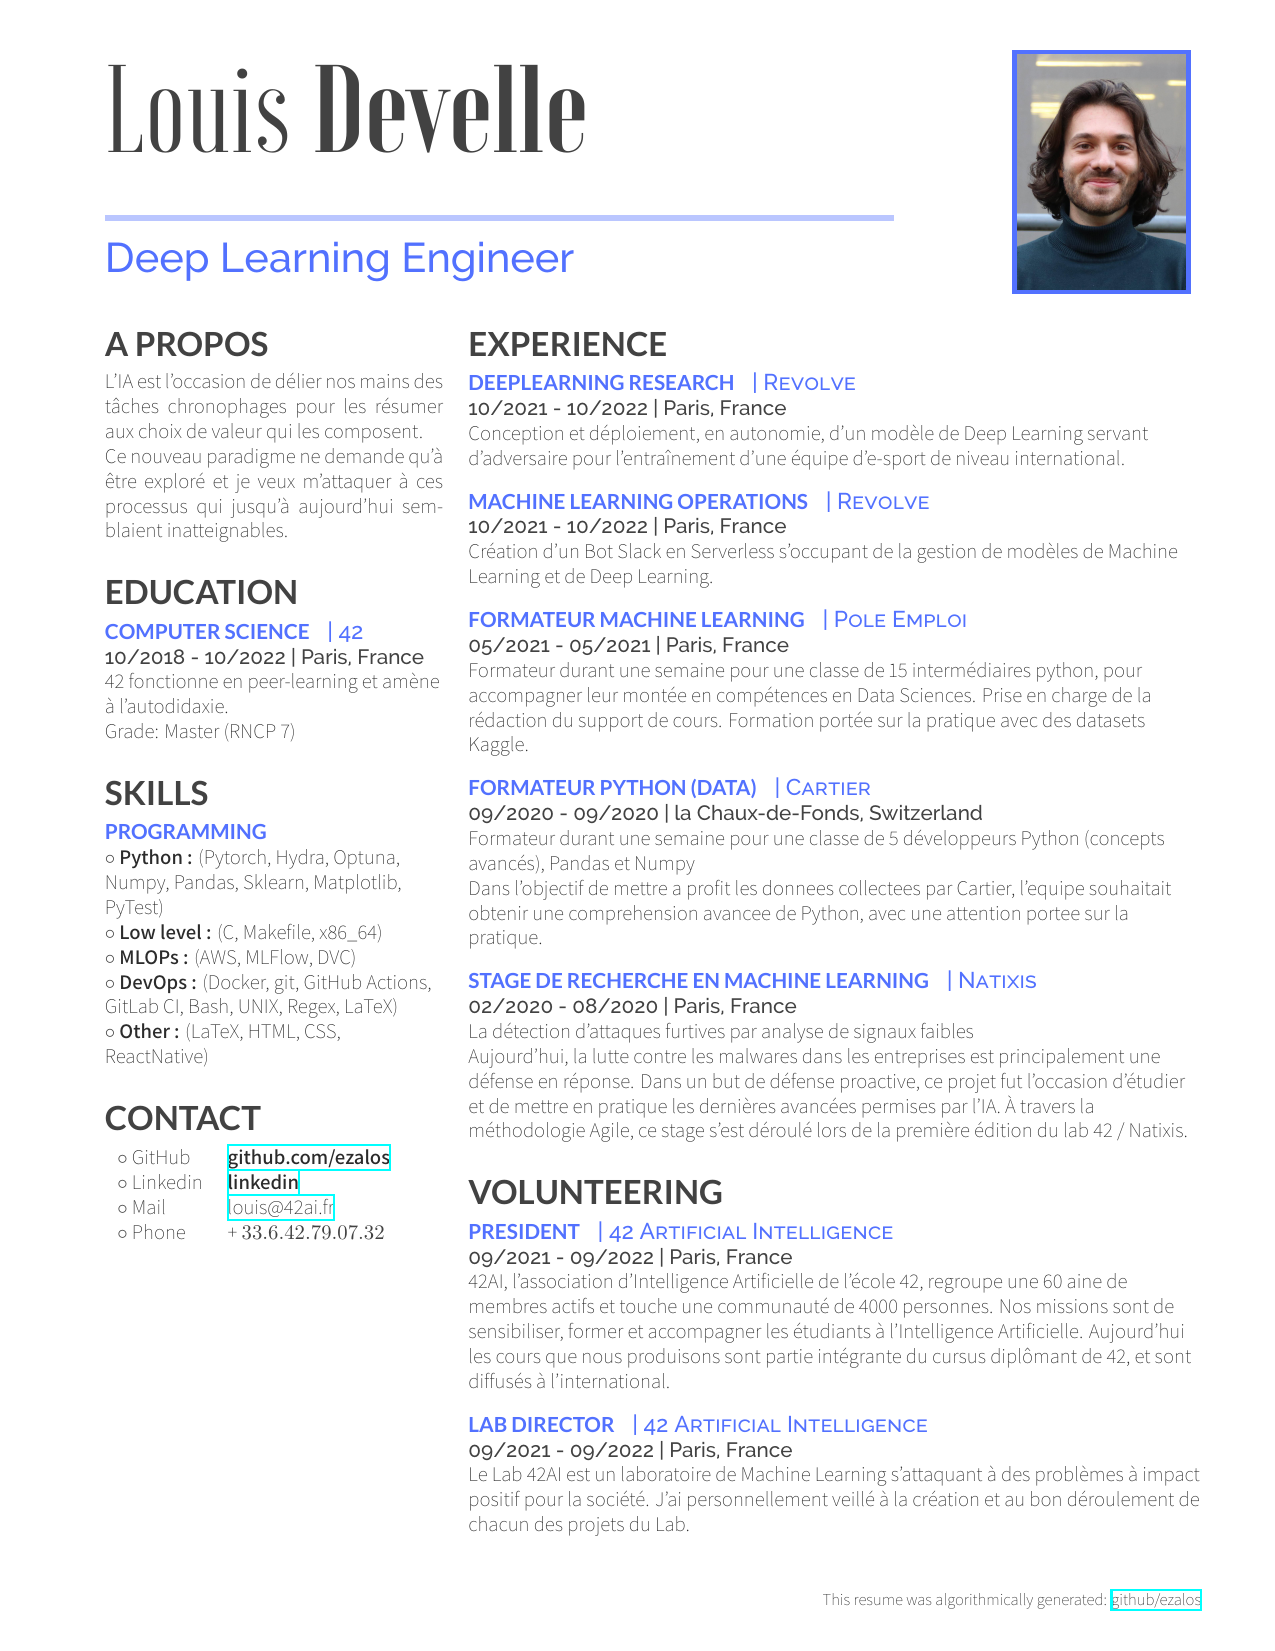 Louis Develle
Deep Learning Engineer
A PROPOS
L'IA est l'occasion de délier nos mains des
tâches chronophages pour les résumer
aux choix de valeur qui les composent.
Ce nouveau paradigme ne demande qu'à
être exploré et je veux m'attaquer à ces
processus qui jusqu'à aujourd'hui sem-
blaient inatteignables.
EDUCATION
COMPUTER SCIENCE | 42
10/2018 - 10/2022 | Paris, France
42 fonctionne en peer-learning et amène
à l'autodidaxie.
Grade: Master (RNCP 7)
SKILLS
PROGRAMMING
○ Python : (Pytorch, Hydra, Optuna,
Numpy, Pandas, Sklearn, Matplotlib,
PyTest)
○ Low level : (C, Makefile, x86_64)
○ MLOPs : (AWS, MLFlow, DVC)
○ DevOps : (Docker, git, GitHub Actions,
GitLab CI, Bash, UNIX, Regex, LaTeX)
○ Other : (LaTeX, HTML, CSS,
ReactNative)
CONTACT
○ GitHub github.com/ezalos
○ Linkedin linkedin
○ Mail louis@42ai.fr
○ Phone + 33.6.42.79.07.32
EXPERIENCE
DEEPLEARNING RESEARCH | REVOLVE
10/2021 - 10/2022 | Paris, France
Conception et déploiement, en autonomie, d'un modèle de Deep Learning servant
d'adversaire pour l'entraînement d'une équipe d'e-sport de niveau international.
MACHINE LEARNING OPERATIONS | REVOLVE
10/2021 - 10/2022 | Paris, France
Création d'un Bot Slack en Serverless s'occupant de la gestion de modèles de Machine
Learning et de Deep Learning.
FORMATEUR MACHINE LEARNING | POLE EMPLOI
05/2021 - 05/2021 | Paris, France
Formateur durant une semaine pour une classe de 15 intermédiaires python, pour
accompagner leur montée en compétences en Data Sciences. Prise en charge de la
rédaction du support de cours. Formation portée sur la pratique avec des datasets
Kaggle.
FORMATEUR PYTHON (DATA) | CARTIER
09/2020 - 09/2020 | la Chaux-de-Fonds, Switzerland
Formateur durant une semaine pour une classe de 5 développeurs Python (concepts
avancés), Pandas et Numpy
Dans l'objectif de mettre a profit les donnees collectees par Cartier, l'equipe souhaitait
obtenir une comprehension avancee de Python, avec une attention portee sur la
pratique.
STAGE DE RECHERCHE EN MACHINE LEARNING | NATIXIS
02/2020 - 08/2020 | Paris, France
La détection d'attaques furtives par analyse de signaux faibles
Aujourd'hui, la lutte contre les malwares dans les entreprises est principalement une
défense en réponse. Dans un but de défense proactive, ce projet fut l'occasion d'étudier
et de mettre en pratique les dernières avancées permises par l'IA. À travers la
méthodologie Agile, ce stage s'est déroulé lors de la première édition du lab 42 / Natixis.
VOLUNTEERING
PRESIDENT | 42 ARTIFICIAL INTELLIGENCE
09/2021 - 09/2022 | Paris, France
42AI, l'association d'Intelligence Artificielle de l'école 42, regroupe une 60 aine de
membres actifs et touche une communauté de 4000 personnes. Nos missions sont de
sensibiliser, former et accompagner les étudiants à l'Intelligence Artificielle. Aujourd'hui
les cours que nous produisons sont partie intégrante du cursus diplômant de 42, et sont
diffusés à l'international.
LAB DIRECTOR | 42 ARTIFICIAL INTELLIGENCE
09/2021 - 09/2022 | Paris, France
Le Lab 42AI est un laboratoire de Machine Learning s'attaquant à des problèmes à impact
positif pour la société. J'ai personnellement veillé à la création et au bon déroulement de
chacun des projets du Lab.
This resume was algorithmically generated: github/ezalos